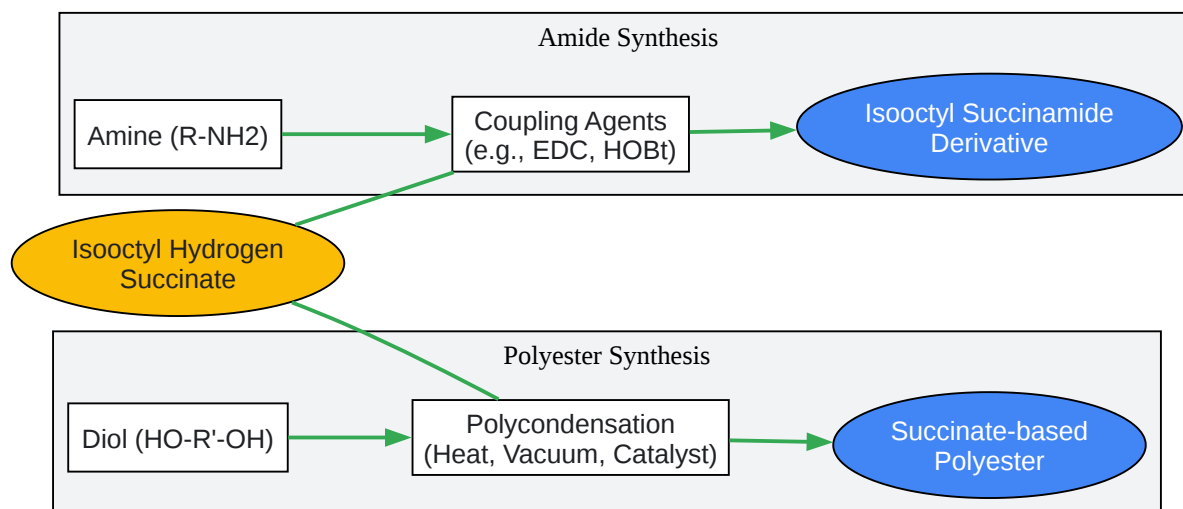 Amide Synthesis
Amine (R-NH2)
Coupling Agents
(e.g., EDC, HOBt)
Isooctyl Succinamide
Derivative
Isooctyl Hydrogen
Succinate
Polyester Synthesis
Diol (HO-R'-OH)
Polycondensation
(Heat, Vacuum, Catalyst)
Succinate-based
Polyester